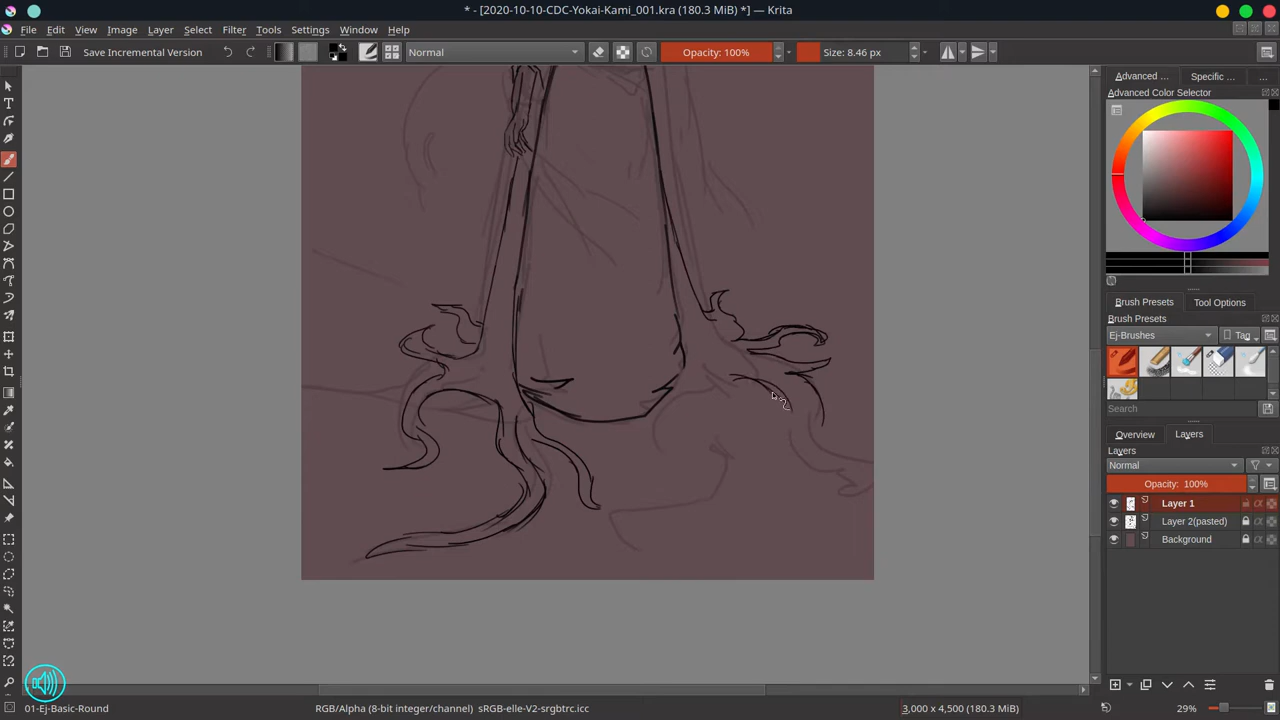 * - [2020-10-10-CDC-Yokai-Kami_001.kra (180.3 MiB) *] — Krita
File Edit View Image Layer Select Filter Tools Settings Window Help
Save Incremental Version Normal Opacity: 100% Size: 8.46 px
Advanced ... Specific ... ...
Advanced Color Selector
Brush Presets Tool Options
Brush Presets
Ej-Brushes Tag
Search
Overview Layers
Layers
Normal
Opacity: 100%
Layer 1
Layer 2(pasted)
Background
01-Ej-Basic-Round RGB/Alpha (8-bit integer/channel) sRGB-elle-V2-srgbtrc.icc 3,000 x 4,500 (180.3 MiB) 29%